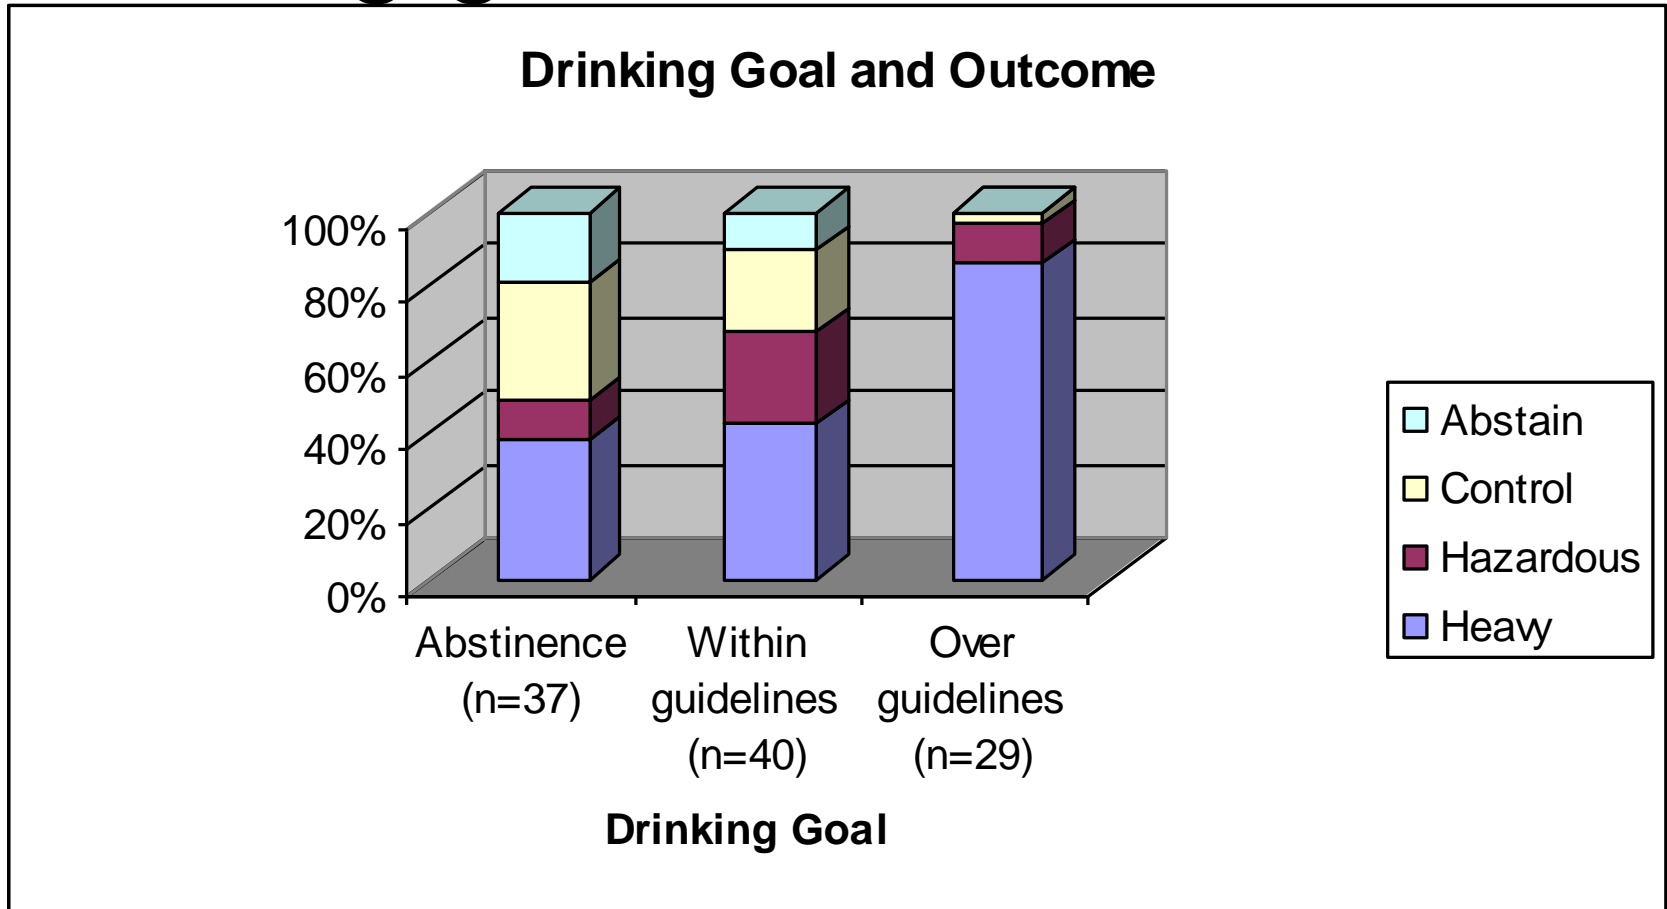 Drinking Goal and Outcome
100%
80%
60%
40%
20%
0%
Abstinence
(n=37)
Within
guidelines
(n=40)
Over
guidelines
(n=29)
Drinking Goal
Abstain
Control
Hazardous
Heavy